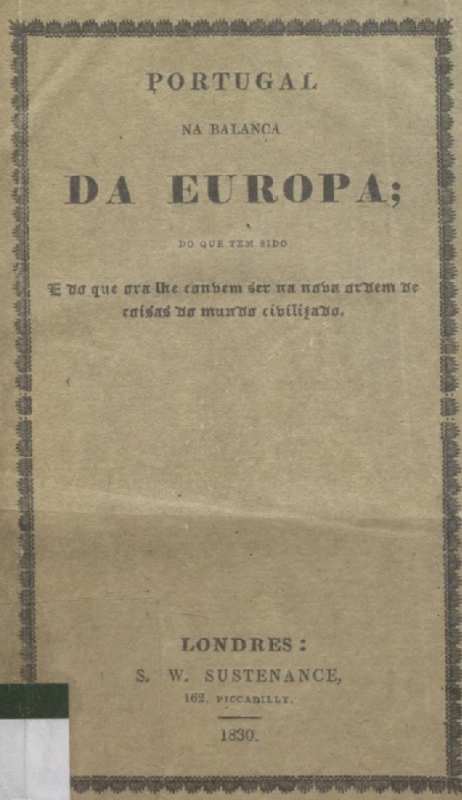 PORTUGAL
NA BALANÇA
DA EUROPA;
DO QUE TEM SIDO
E do que ora lhe convem ser na nova ordem de
coisas do mundo civilizado.
LONDRES:
S. W. SUSTENANCE,
162, PICCADILLY.
1830.